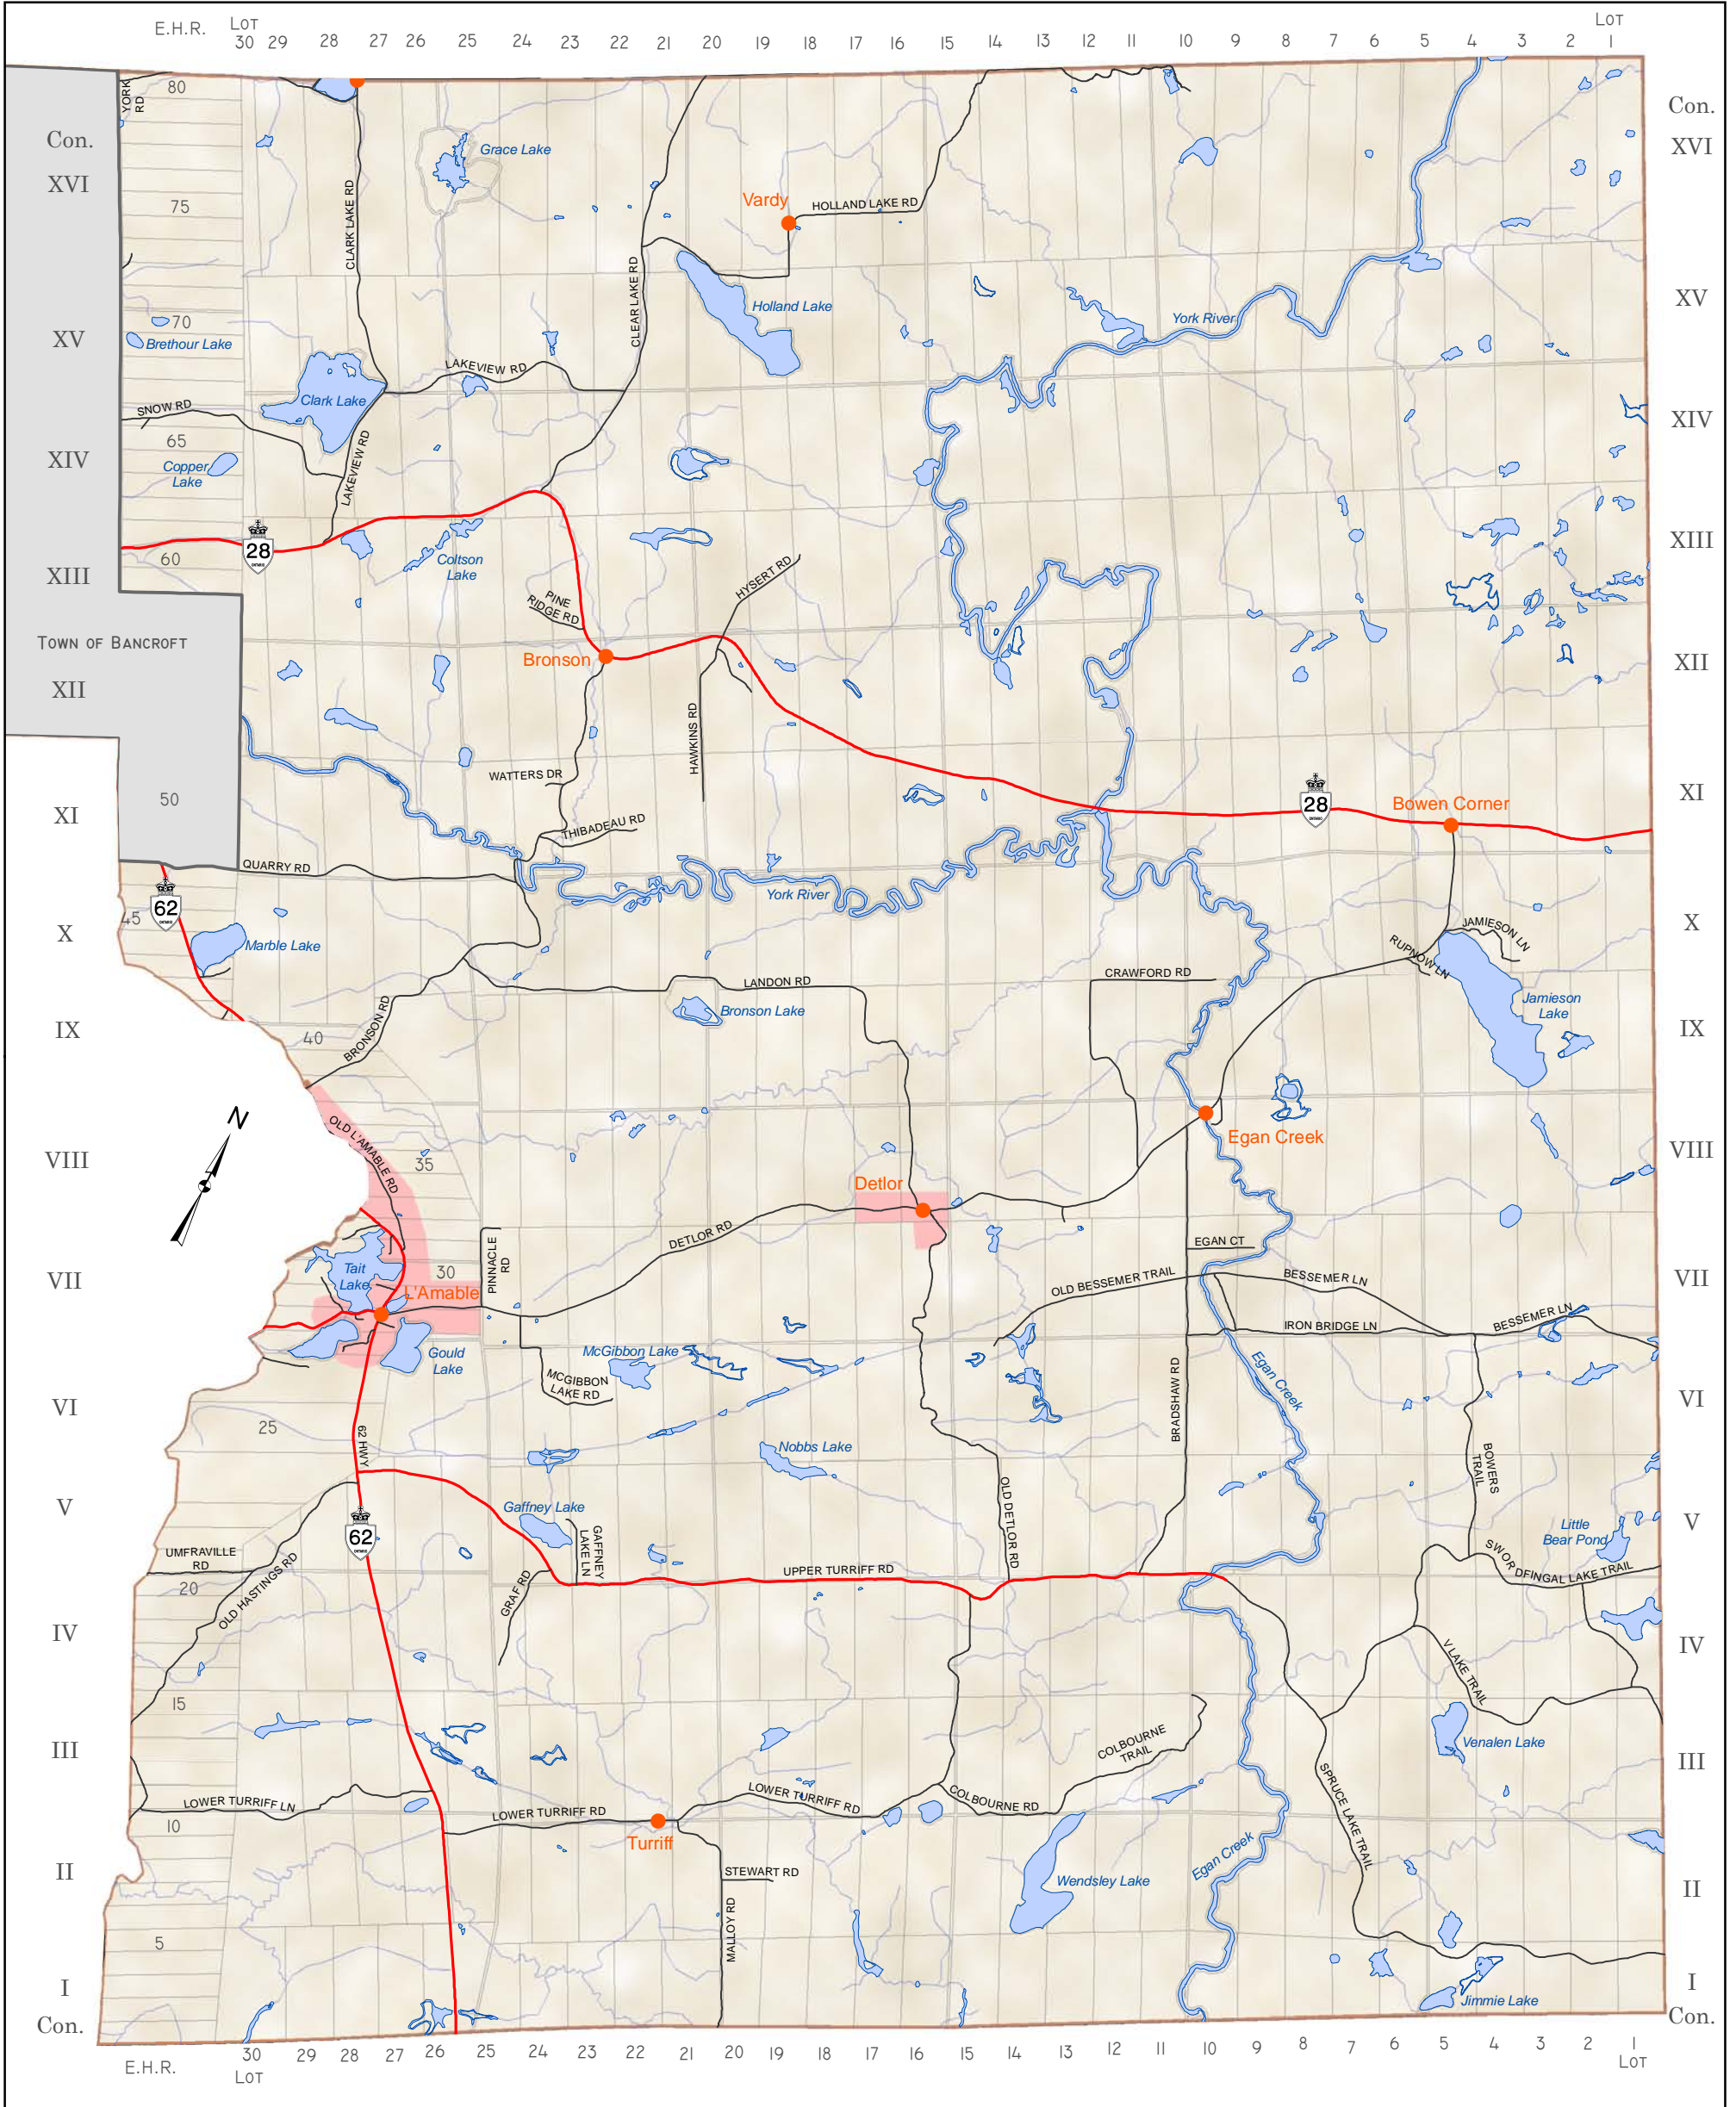 E.H.R.
LOT
LOT
30 29 28 27 26 25 24 23 22 21 20 19 18 17 16 15 14 13 12 11 10 9 8 7 6 5 4 3 2 1
Con.
XVI
XV
XIV
XIII
TOWN OF BANCROFT
XII
XI
X
IX
VIII
VII
VI
V
IV
III
II
I
Con.
Con.
XVI
XV
XIV
XIII
XII
XI
X
IX
VIII
VII
VI
V
IV
III
II
I
Con.
YORK
RD
80
75
70
65
60
50
45
40
35
30
25
20
15
10
5
Grace Lake
CLARK LAKE RD
Vardy
HOLLAND LAKE RD
CLEAR LAKE RD
Holland Lake
York River
Brethour Lake
LAKEVIEW RD
Clark Lake
SNOW RD
Copper
Lake
LAKEVIEW RD
28
ONTARIO
Coltson
Lake
PINE
RIDGE RD
HYSERT RD
Bronson
HAWKINS RD
WATTERS DR
THIBADEAU RD
28
ONTARIO
Bowen Corner
QUARRY RD
62
ONTARIO
York River
Marble Lake
JAMIESON LN
RUPNOW LN
LANDON RD
CRAWFORD RD
Bronson Lake
Jamieson
Lake
BRONSON RD
N
OLD L'AMABLE RD
Egan Creek
Detlor
DETLOR RD
PINNACLE
RD
EGAN CT
Tait
Lake
L'Amable
OLD BESSEMER TRAIL
BESSEMER LN
BESSEMER LN
IRON BRIDGE LN
Gould
Lake
McGibbon Lake
MCGIBBON
LAKE RD
BRADSHAW RD
Egan Creek
62 HWY
Nobbs Lake
BOWERS
TRAIL
OLD DETLOR RD
62
ONTARIO
Gaffney Lake
GAFFNEY
LAKE LN
Little
Bear Pond
UMFRAVILLE
RD
OLD HASTINGS RD
GRAF RD
UPPER TURRIFF RD
SWORDFINGAL LAKE TRAIL
V LAKE TRAIL
Venalen Lake
COLBOURNE
TRAIL
LOWER TURRIFF LN
LOWER TURRIFF RD
LOWER TURRIFF RD
COLBOURNE RD
SPRUCE LAKE TRAIL
Turriff
STEWART RD
MALLOY RD
Wendsley Lake
Egan Creek
Jimmie Lake
E.H.R.
30 29 28 27 26 25 24 23 22 21 20 19 18 17 16 15 14 13 12 11 10 9 8 7 6 5 4 3 2 1
LOT
LOT